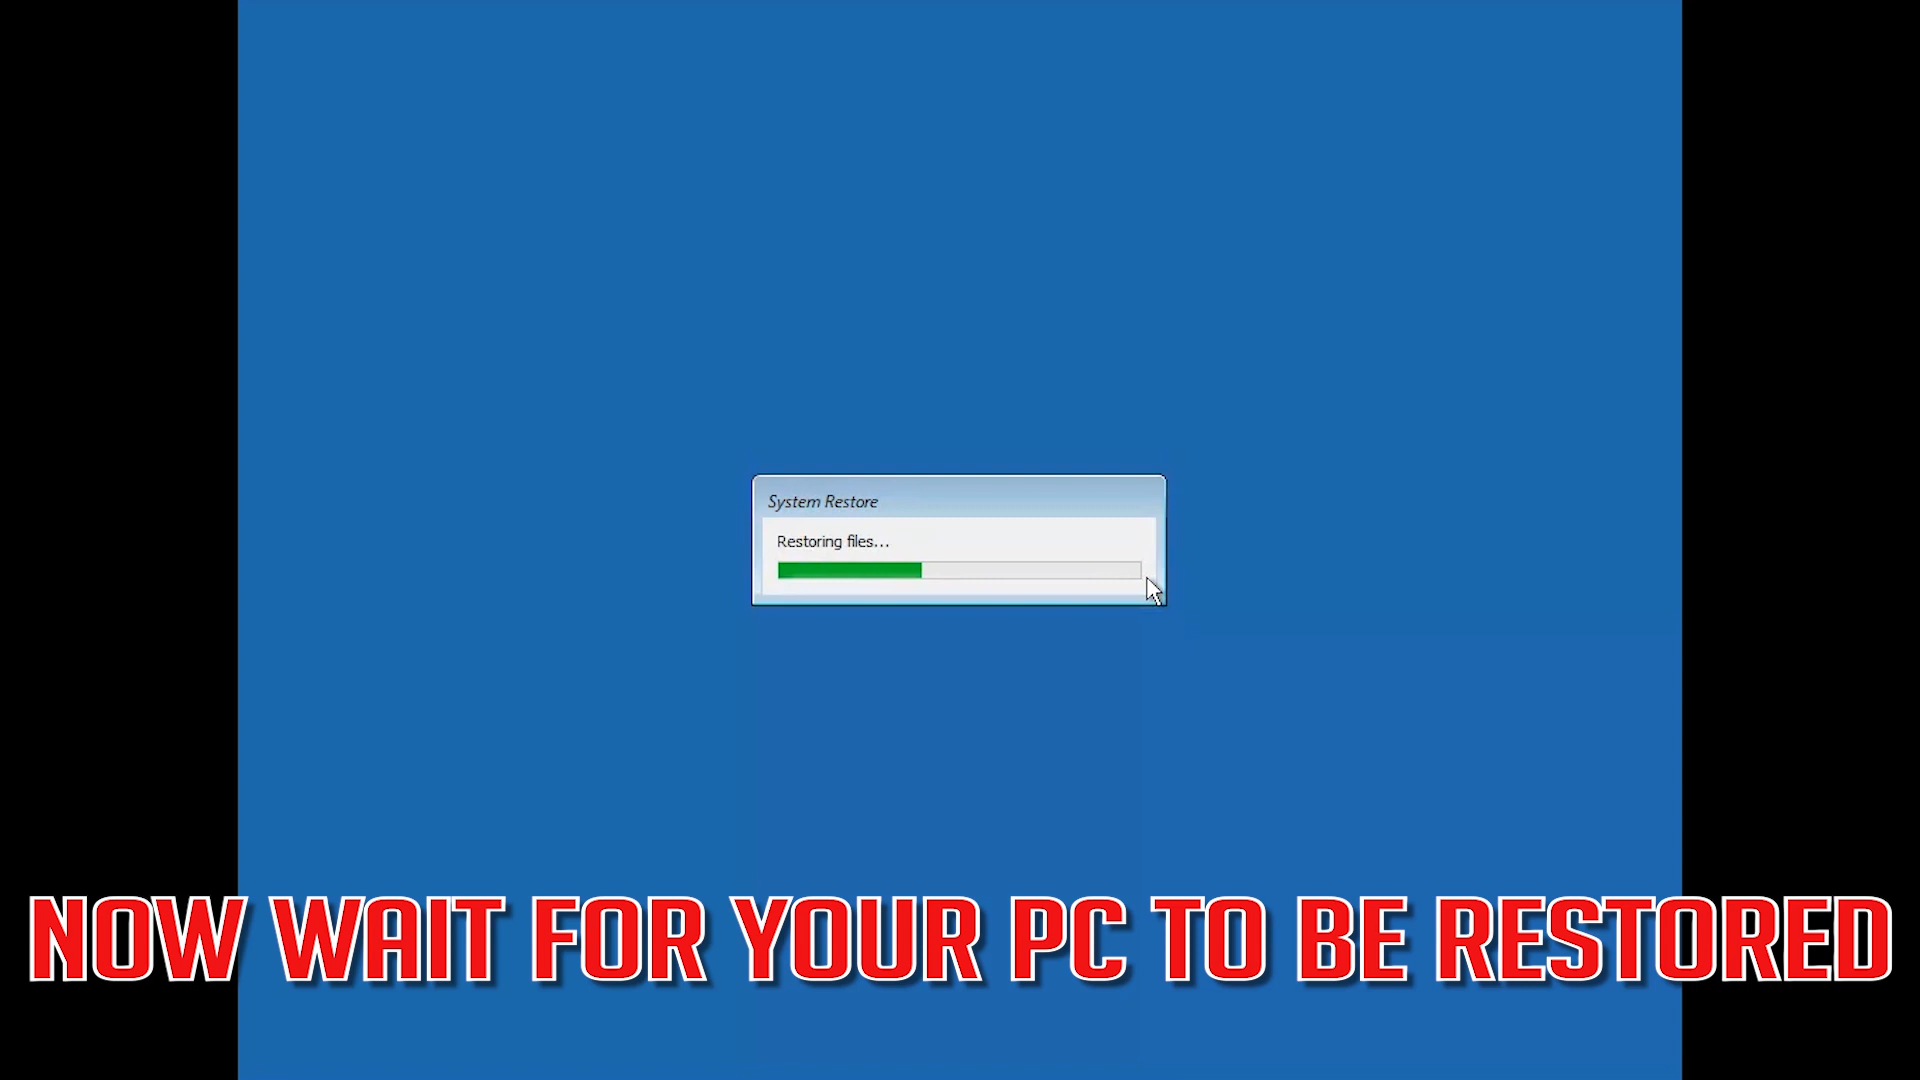 System Restore
Restoring files...
NOW WAIT FOR YOUR PC TO BE RESTORED